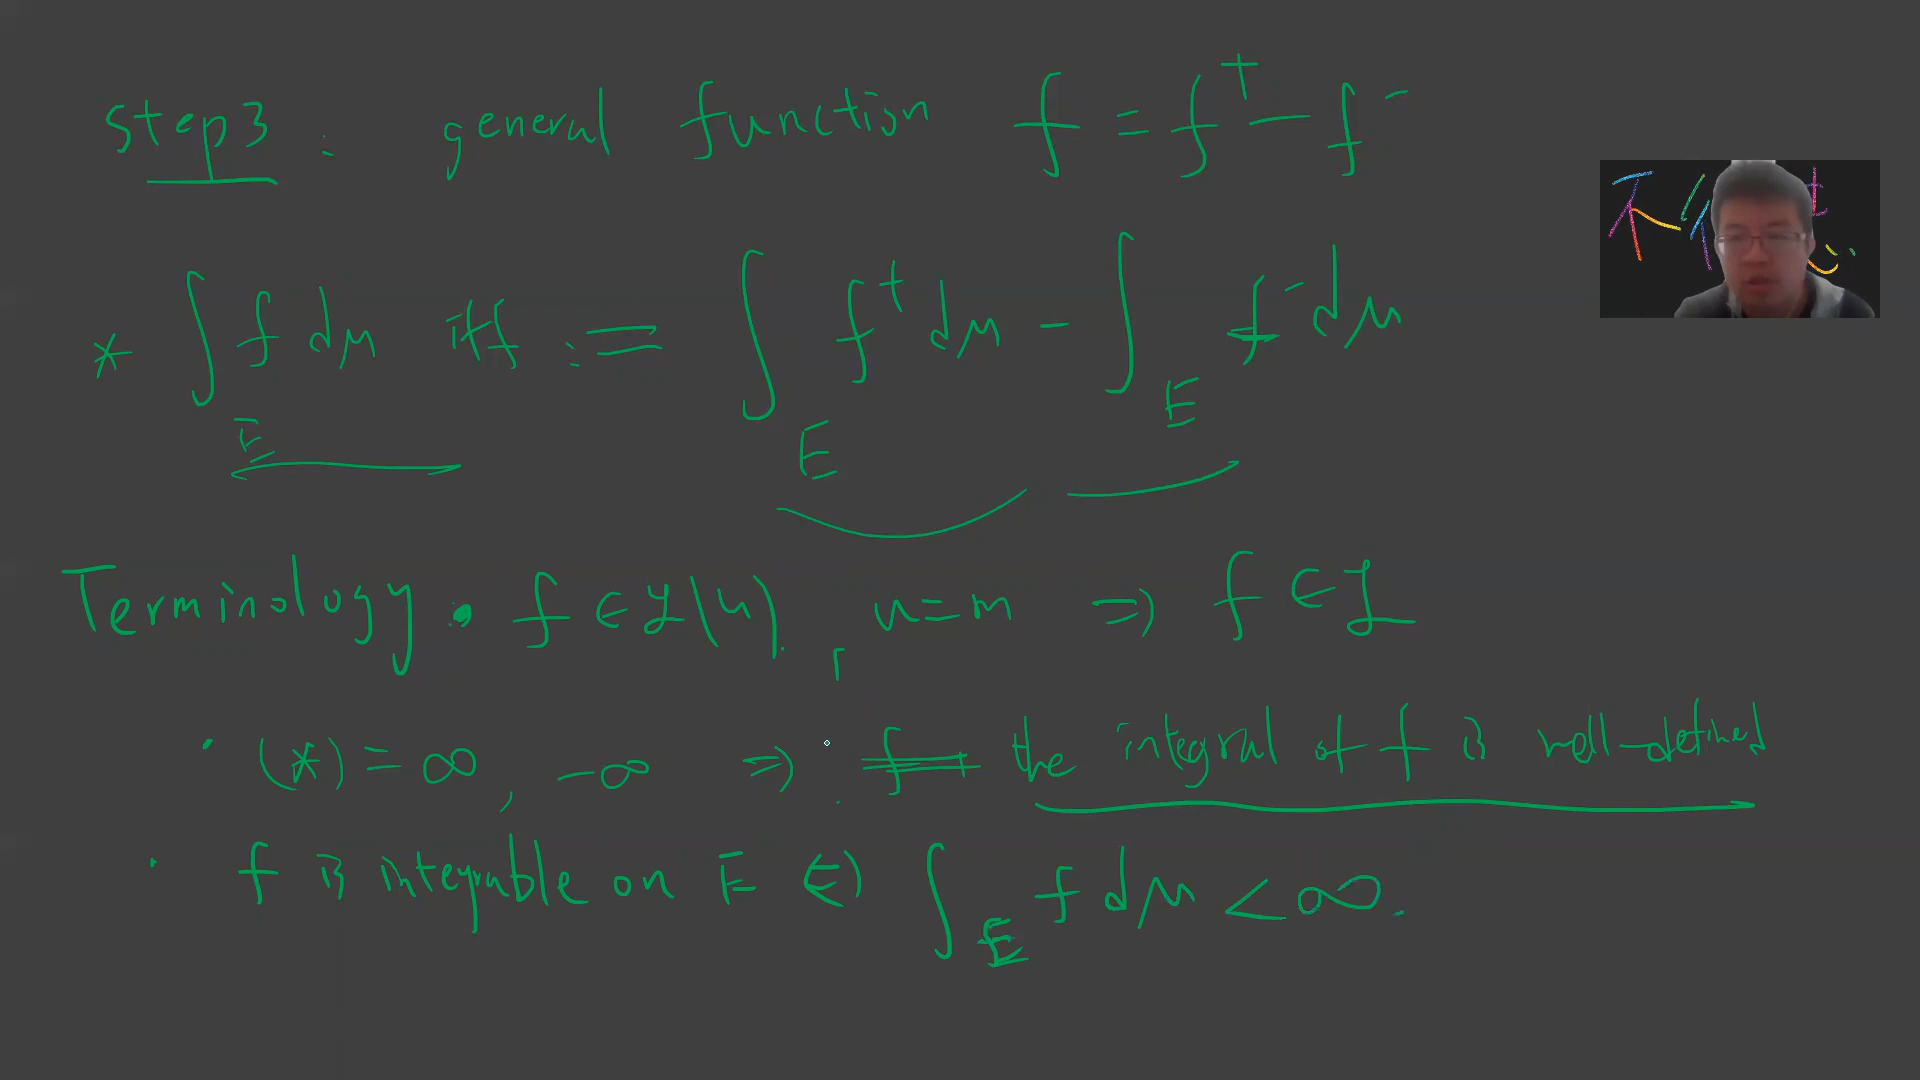 Step3 : general function f = f⁺ − f⁻
* ∫_E f dμ iff := ∫_E f⁺ dμ − ∫_E f⁻ dμ
Terminology • f ∈ ℒ(μ). , μ=m ⇒ f ∈ ℒ
• (*) = ∞, −∞ ⇒ the integral of f is well-defined
• f is integrable on E ⇔ ∫_E f dμ < ∞.